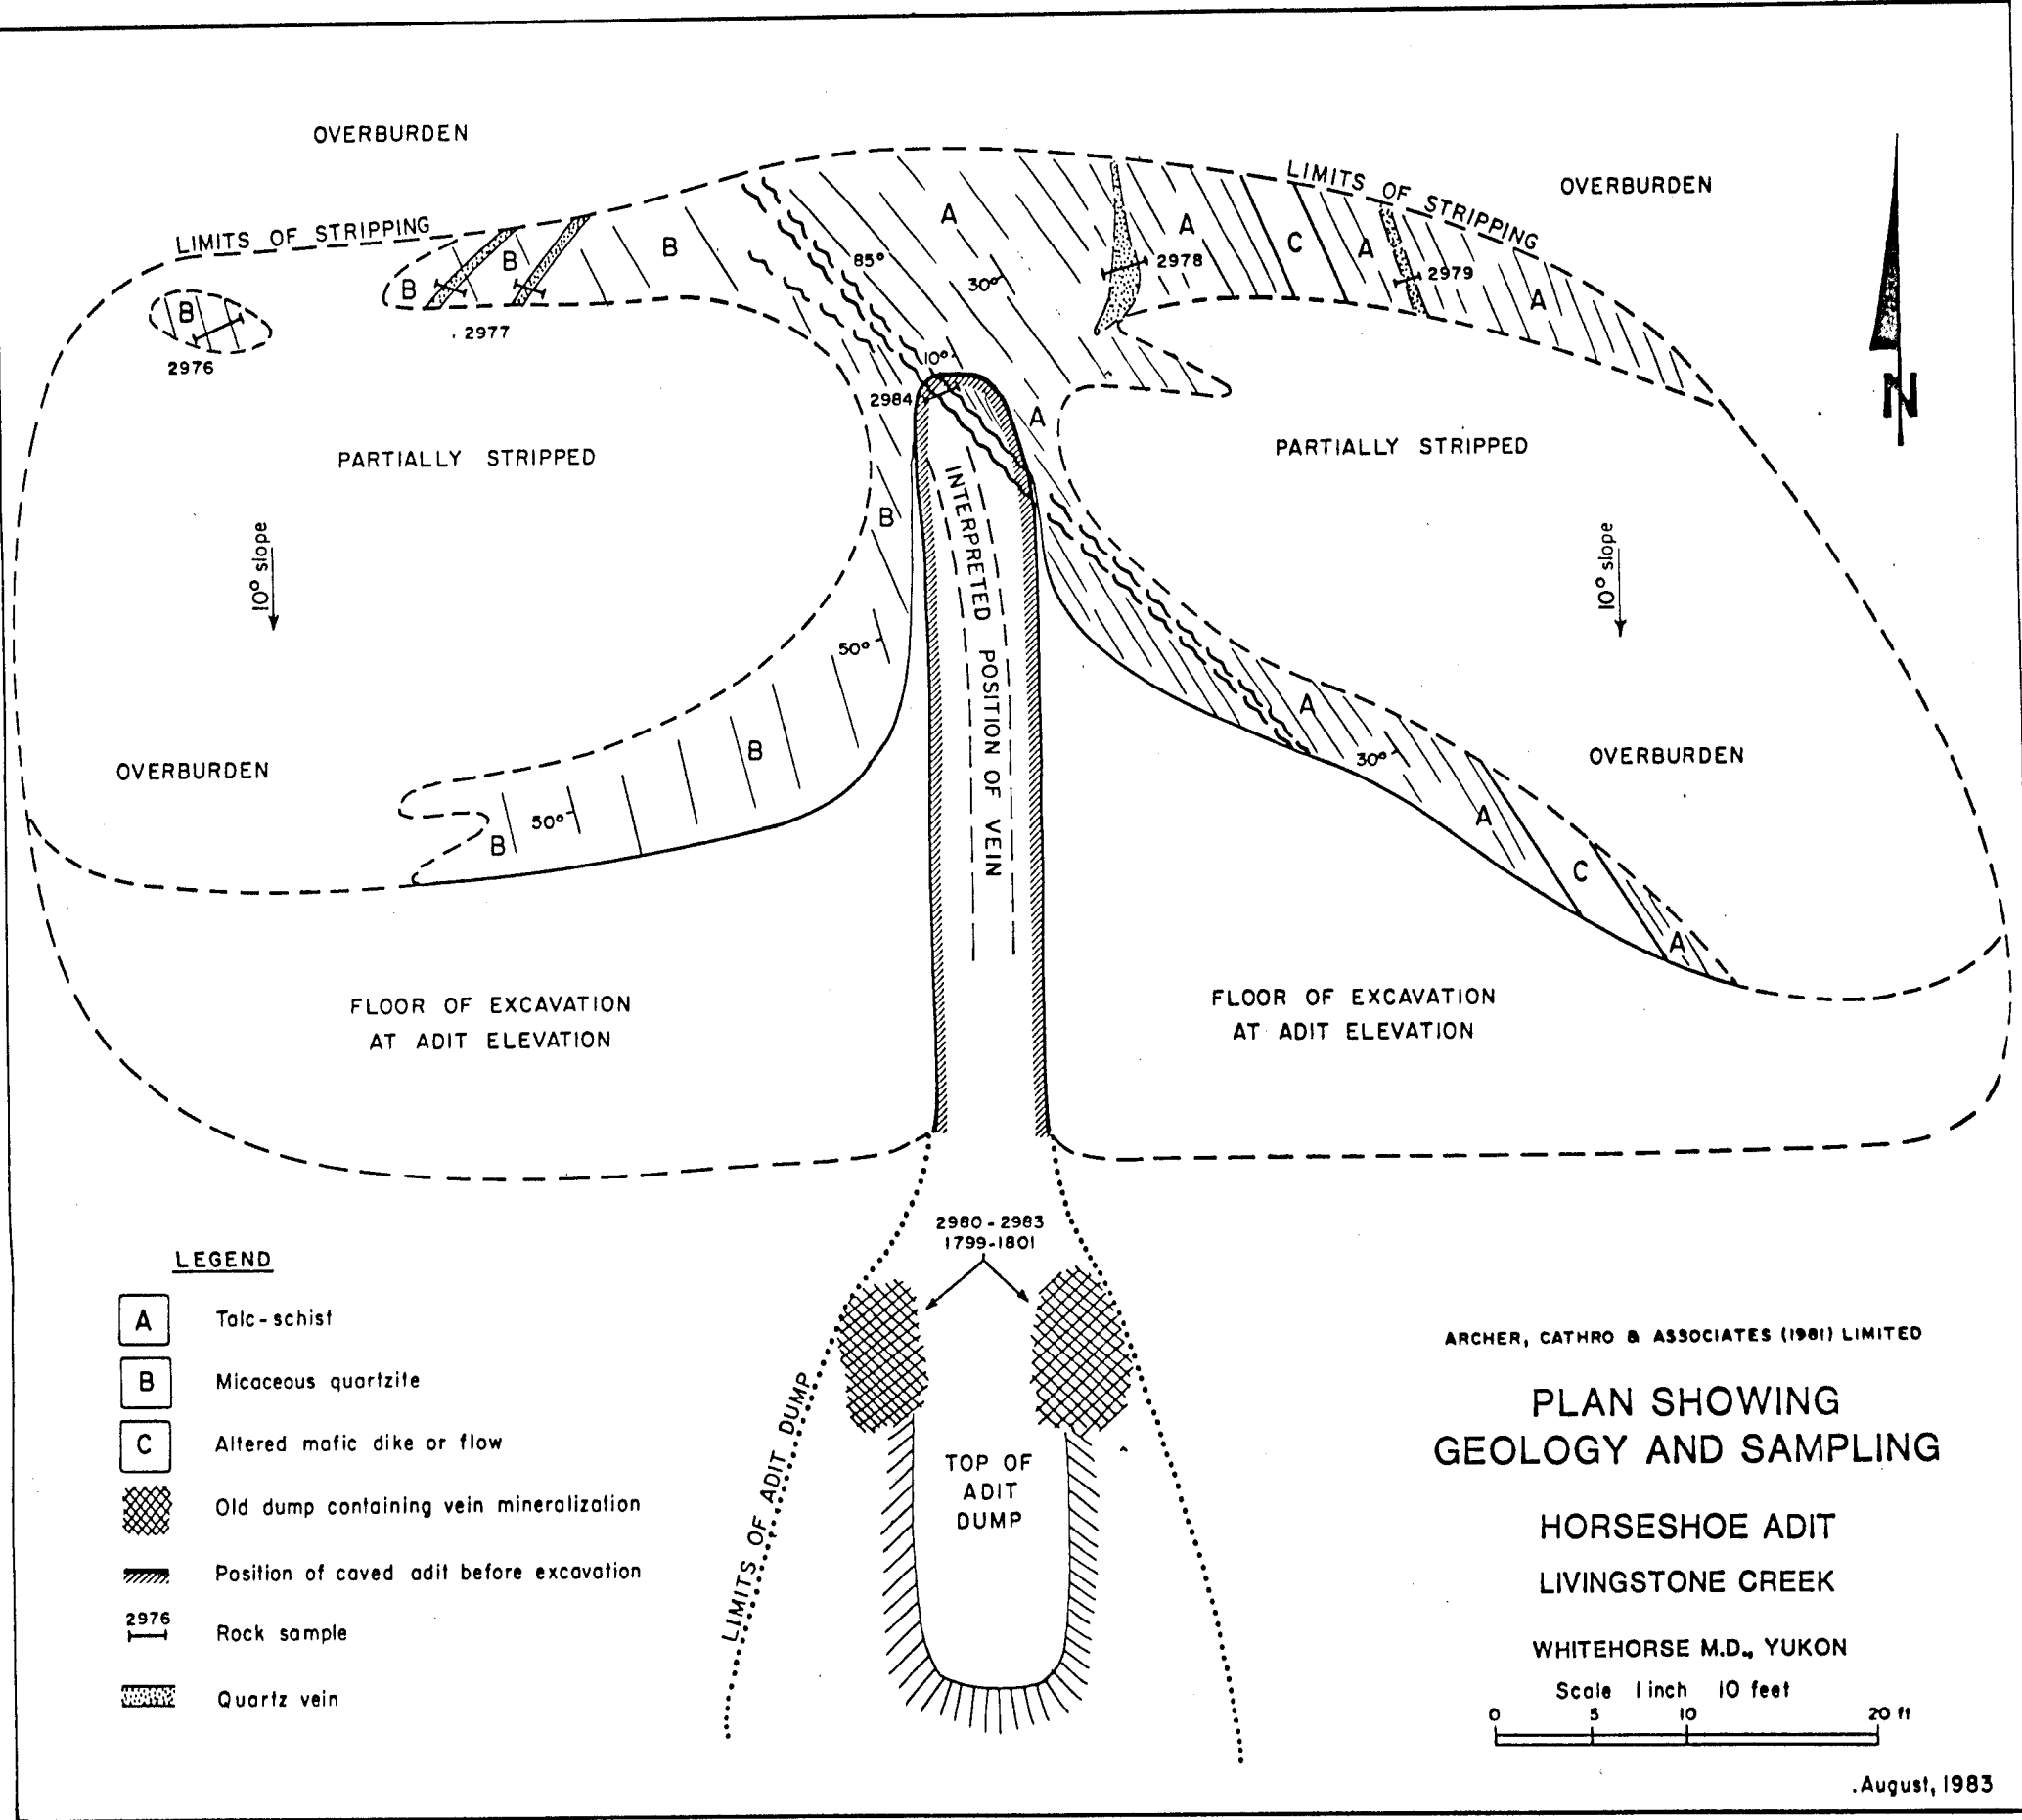 OVERBURDEN
OVERBURDEN
LIMITS OF STRIPPING
LIMITS OF STRIPPING
A
A
B
B
B
B
C
A
A
85°
30°
2978
2979
2977
2976
10°
2984
A
N
PARTIALLY STRIPPED
PARTIALLY STRIPPED
10° slope
10° slope
B
INTERPRETED POSITION OF VEIN
50°
A
30°
B
OVERBURDEN
OVERBURDEN
50°
B
A
C
A
FLOOR OF EXCAVATION
AT ADIT ELEVATION
FLOOR OF EXCAVATION
AT ADIT ELEVATION
2980 - 2983
1799-1801
LIMITS OF ADIT DUMP
TOP OF
ADIT
DUMP
LEGEND
A Talc-schist
B Micaceous quartzite
C Altered mafic dike or flow
Old dump containing vein mineralization
Position of caved adit before excavation
2976
Rock sample
Quartz vein
ARCHER, CATHRO & ASSOCIATES (1981) LIMITED
PLAN SHOWING
GEOLOGY AND SAMPLING
HORSESHOE ADIT
LIVINGSTONE CREEK
WHITEHORSE M.D., YUKON
Scale 1 inch 10 feet
0 5 10 20 ft
August, 1983